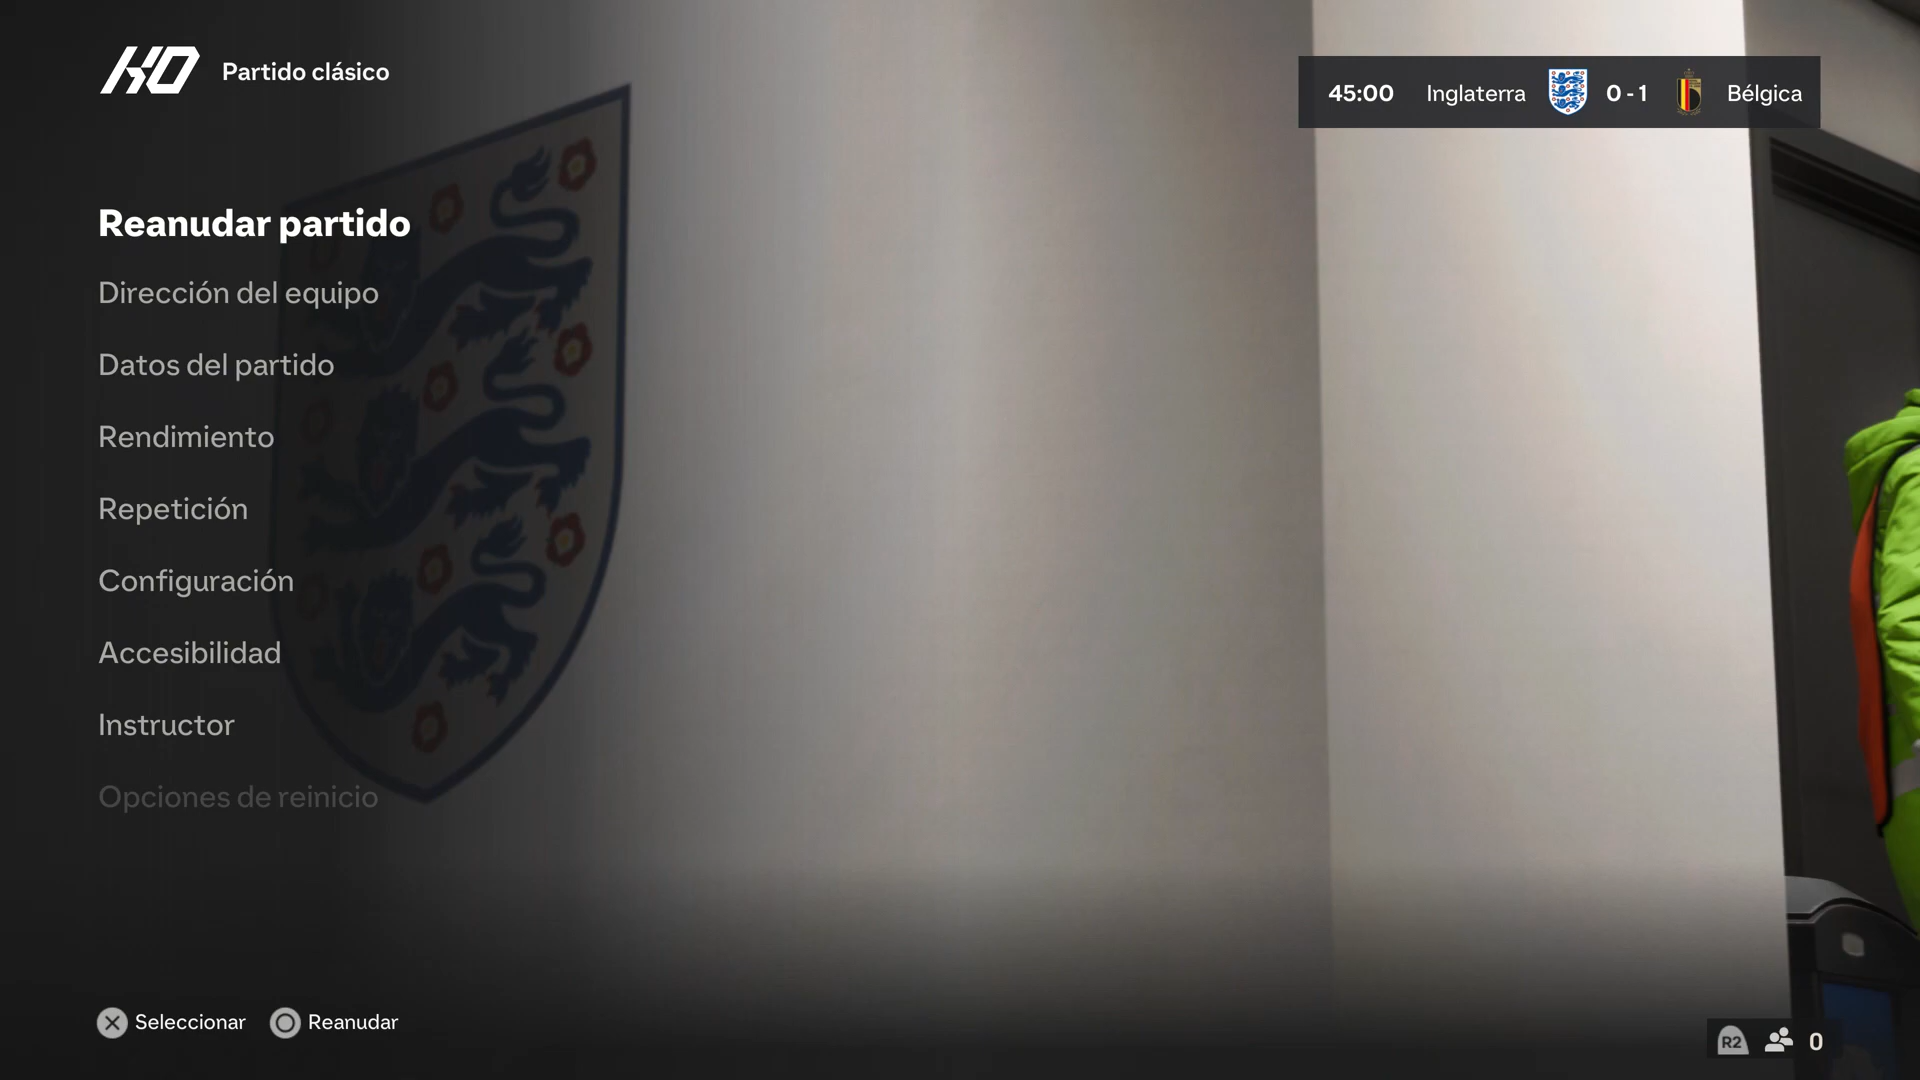 KO Partido clásico
45:00 Inglaterra 0 - 1 Bélgica
Reanudar partido
Dirección del equipo
Datos del partido
Rendimiento
Repetición
Configuración
Accesibilidad
Instructor
Opciones de reinicio
Seleccionar Reanudar
R2 0